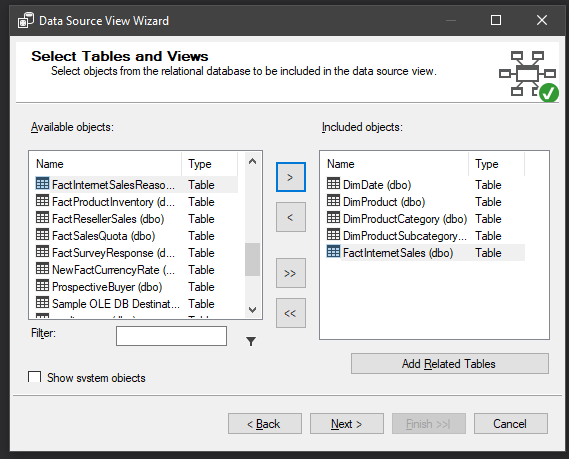 Data Source View Wizard
Select Tables and Views
Select objects from the relational database to be included in the data source view.
Available objects:
Name Type
FactInternetSalesReaso... Table
FactProductInventory (d... Table
FactResellerSales (dbo) Table
FactSalesQuota (dbo) Table
FactSurveyResponse (d... Table
NewFactCurrencyRate (... Table
ProspectiveBuyer (dbo) Table
Sample OLE DB Destinat... Table
>
<
>>
<<
Included objects:
Name Type
DimDate (dbo) Table
DimProduct (dbo) Table
DimProductCategory (dbo) Table
DimProductSubcategory... Table
FactInternetSales (dbo) Table
Filter:
Add Related Tables
Show system objects
< Back Next > Finish >>| Cancel